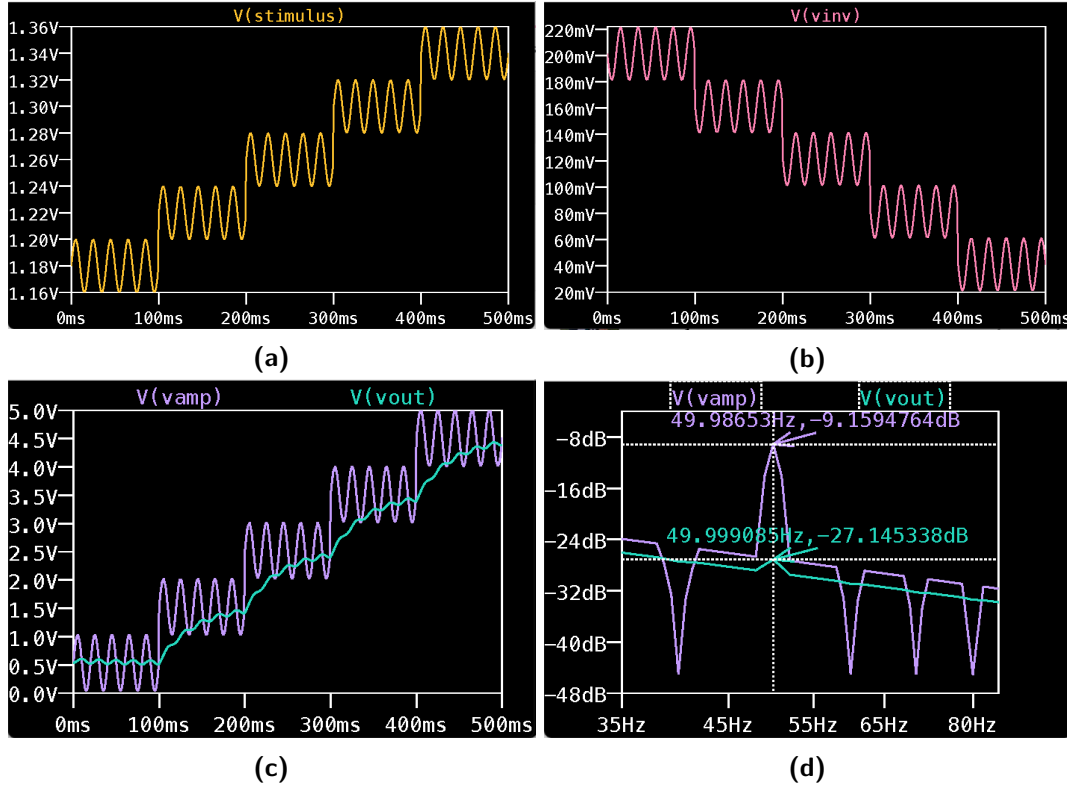 V(stimulus)
1.36V
1.34V
1.32V
1.30V
1.28V
1.26V
1.24V
1.22V
1.20V
1.18V
1.16V
0ms 100ms 200ms 300ms 400ms 500ms
(a)
V(vinv)
220mV
200mV
180mV
160mV
140mV
120mV
100mV
80mV
60mV
40mV
20mV
0ms 100ms 200ms 300ms 400ms 500ms
(b)
V(vamp) V(vout)
5.0V
4.5V
4.0V
3.5V
3.0V
2.5V
2.0V
1.5V
1.0V
0.5V
0.0V
0ms 100ms 200ms 300ms 400ms 500ms
(c)
V(vamp) V(vout)
49.98653Hz,-9.1594764dB
49.999085Hz,-27.145338dB
-8dB
-16dB
-24dB
-32dB
-40dB
-48dB
35Hz 45Hz 55Hz 65Hz 80Hz
(d)